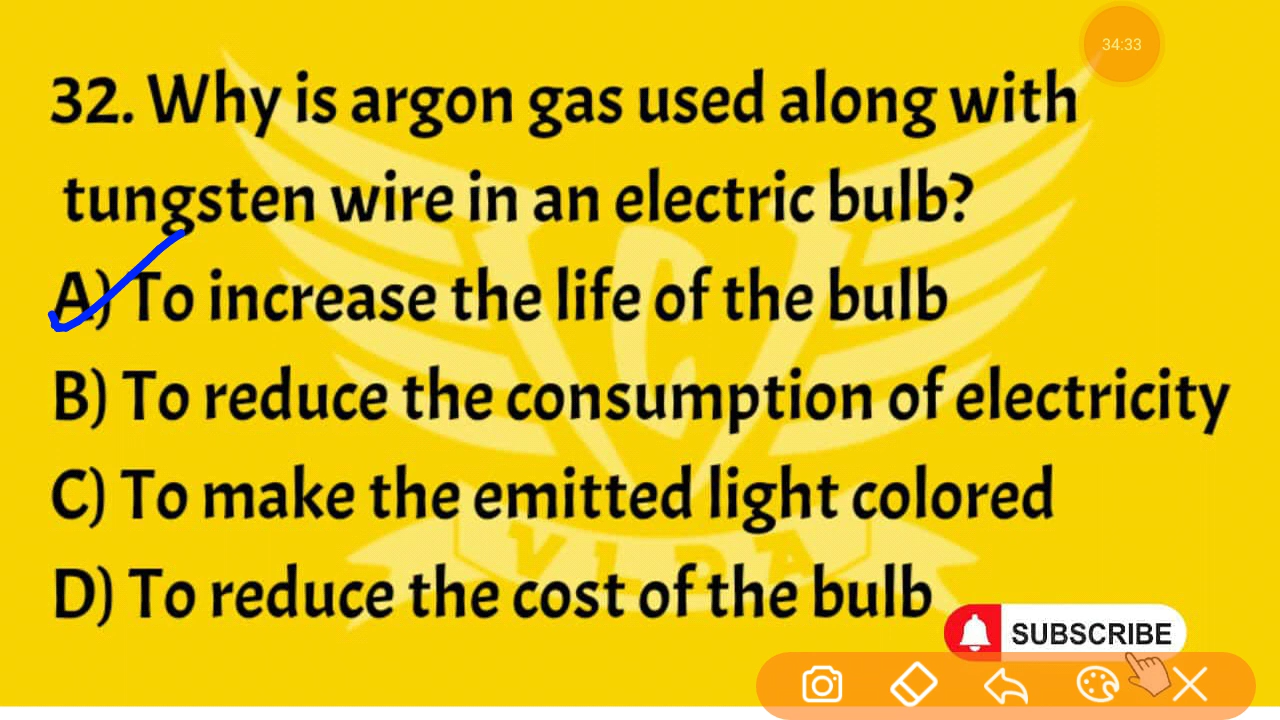 34:33
32. Why is argon gas used along with
tungsten wire in an electric bulb?
A) To increase the life of the bulb
B) To reduce the consumption of electricity
C) To make the emitted light colored
D) To reduce the cost of the bulb
SUBSCRIBE